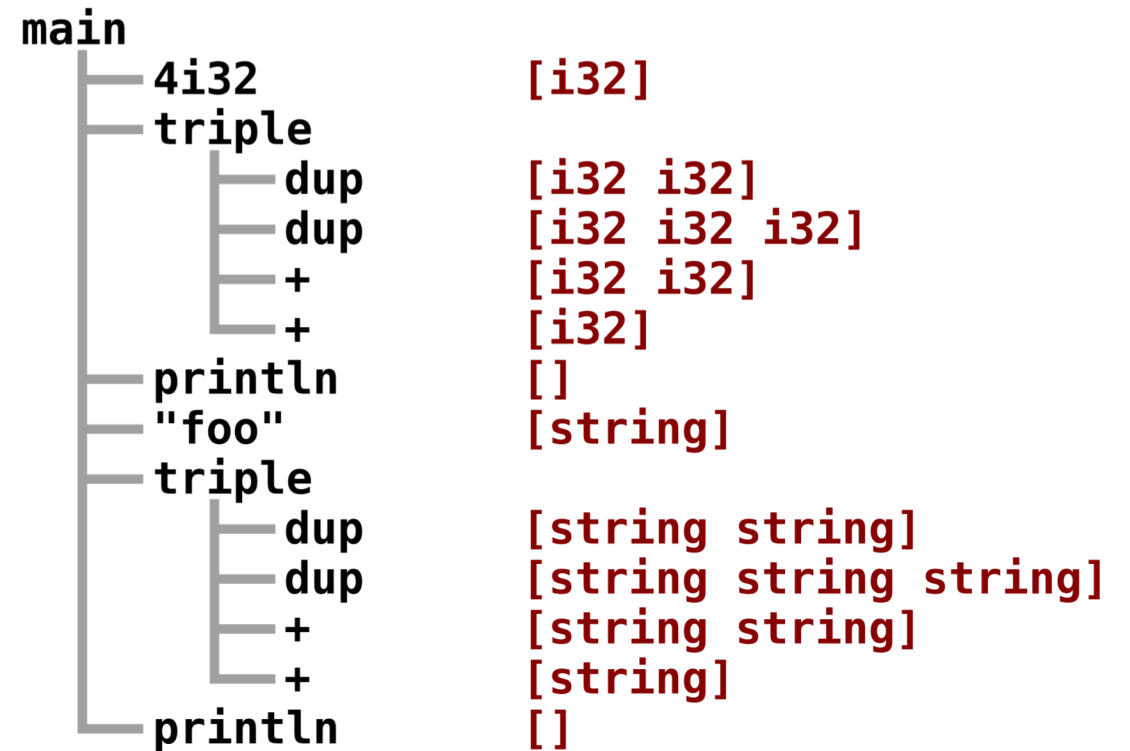 main
4i32 [i32]
triple
dup [i32 i32]
dup [i32 i32 i32]
+ [i32 i32]
+ [i32]
println []
"foo" [string]
triple
dup [string string]
dup [string string string]
+ [string string]
+ [string]
println []